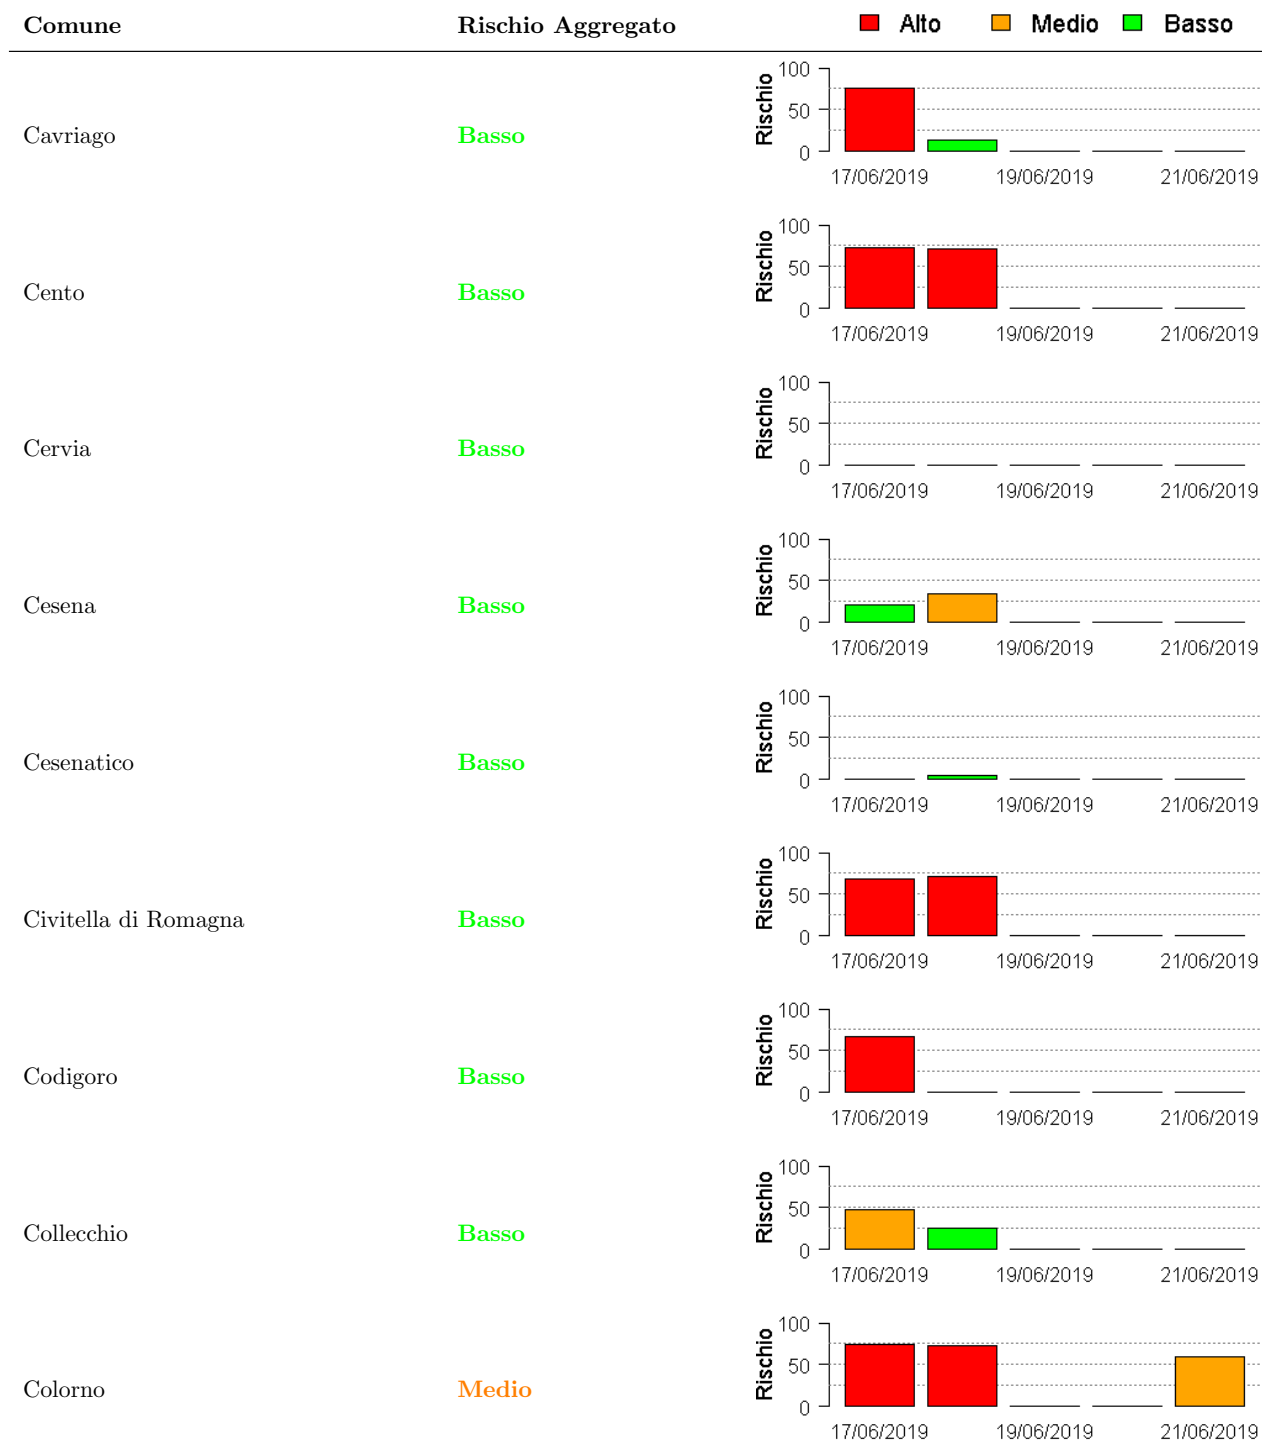 Comune Rischio Aggregato Alto Medio Basso
Cavriago Basso
Rischio
100
50
0
17/06/2019 19/06/2019 21/06/2019
Cento Basso
Rischio
100
50
0
17/06/2019 19/06/2019 21/06/2019
Cervia Basso
Rischio
100
50
0
17/06/2019 19/06/2019 21/06/2019
Cesena Basso
Rischio
100
50
0
17/06/2019 19/06/2019 21/06/2019
Cesenatico Basso
Rischio
100
50
0
17/06/2019 19/06/2019 21/06/2019
Civitella di Romagna Basso
Rischio
100
50
0
17/06/2019 19/06/2019 21/06/2019
Codigoro Basso
Rischio
100
50
0
17/06/2019 19/06/2019 21/06/2019
Collecchio Basso
Rischio
100
50
0
17/06/2019 19/06/2019 21/06/2019
Colorno Medio
Rischio
100
50
0
17/06/2019 19/06/2019 21/06/2019